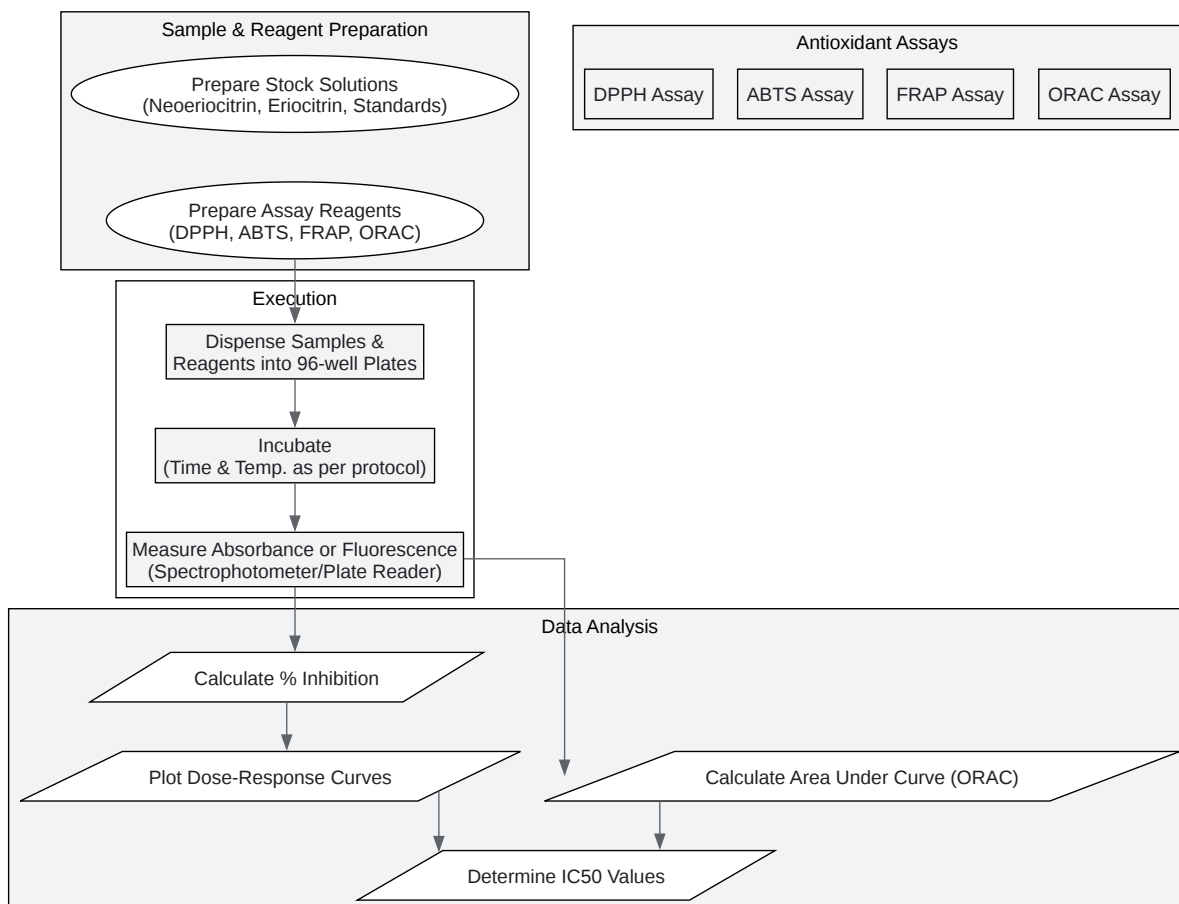 Sample & Reagent Preparation
Prepare Stock Solutions
(Neoeriocitrin, Eriocitrin, Standards)
Prepare Assay Reagents
(DPPH, ABTS, FRAP, ORAC)
Antioxidant Assays
DPPH Assay
ABTS Assay
FRAP Assay
ORAC Assay
Execution
Dispense Samples &
Reagents into 96-well Plates
Incubate
(Time & Temp. as per protocol)
Measure Absorbance or Fluorescence
(Spectrophotometer/Plate Reader)
Data Analysis
Calculate % Inhibition
Plot Dose-Response Curves
Calculate Area Under Curve (ORAC)
Determine IC50 Values